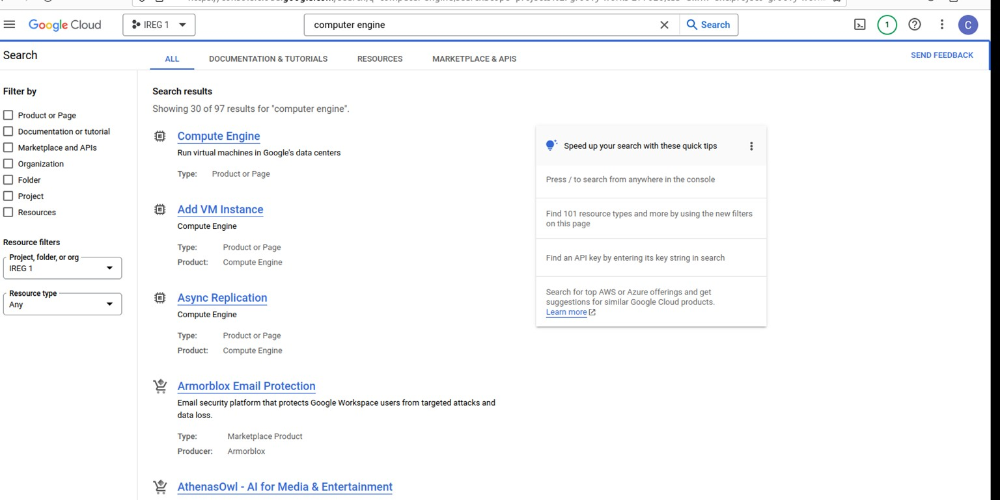 Google Cloud
IREG 1
computer engine
Search
1
C
Search
ALL
DOCUMENTATION & TUTORIALS
RESOURCES
MARKETPLACE & APIS
SEND FEEDBACK
Filter by
Product or Page
Documentation or tutorial
Marketplace and APIs
Organization
Folder
Project
Resources
Resource filters
Project, folder, or org
IREG 1
Resource type
Any
Search results
Showing 30 of 97 results for "computer engine".
Compute Engine
Run virtual machines in Google's data centers
Type: Product or Page
Add VM Instance
Compute Engine
Type: Product or Page
Product: Compute Engine
Async Replication
Compute Engine
Type: Product or Page
Product: Compute Engine
Armorblox Email Protection
Email security platform that protects Google Workspace users from targeted attacks and
data loss.
Type: Marketplace Product
Producer: Armorblox
AthenasOwl - AI for Media & Entertainment
Speed up your search with these quick tips
Press / to search from anywhere in the console
Find 101 resource types and more by using the new filters
on this page
Find an API key by entering its key string in search
Search for top AWS or Azure offerings and get
suggestions for similar Google Cloud products.
Learn more